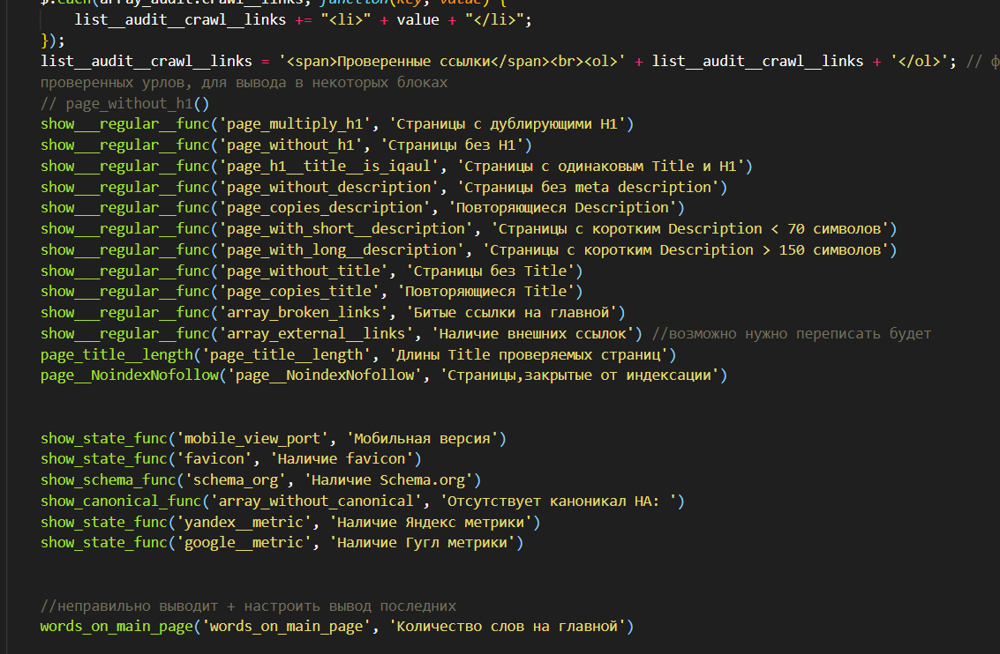 $.each(array_audit.crawl__links, function(key, value) {
list__audit__crawl__links += "<li>" + value + "</li>";
});
list__audit__crawl__links = '<span>Проверенные ссылки</span><br><ol>' + list__audit__crawl__links + '</ol>'; //
проверенных урлов, для вывода в некоторых блоках
// page_without_h1()
show___regular__func('page_multiply_h1', 'Страницы с дублирующими H1')
show___regular__func('page_without_h1', 'Страницы без H1')
show___regular__func('page_h1__title__is_iqaul', 'Страницы с одинаковым Title и H1')
show___regular__func('page_without_description', 'Страницы без meta description')
show___regular__func('page_copies_description', 'Повторяющиеся Description')
show___regular__func('page_with_short__description', 'Страницы с коротким Description < 70 символов')
show___regular__func('page_with_long__description', 'Страницы с коротким Description > 150 символов')
show___regular__func('page_without_title', 'Страницы без Title')
show___regular__func('page_copies_title', 'Повторяющиеся Title')
show___regular__func('array_broken_links', 'Битые ссылки на главной')
show___regular__func('array_external__links', 'Наличие внешних ссылок') //возможно нужно переписать будет
page_title__length('page_title__length', 'Длины Title проверяемых страниц')
page__NoindexNofollow('page__NoindexNofollow', 'Страницы,закрытые от индексации')
show_state_func('mobile_view_port', 'Мобильная версия')
show_state_func('favicon', 'Наличие favicon')
show_schema_func('schema_org', 'Наличие Schema.org')
show_canonical_func('array_without_canonical', 'Отсутствует каноникал НА: ')
show_state_func('yandex__metric', 'Наличие Яндекс метрики')
show_state_func('google__metric', 'Наличие Гугл метрики')
//неправильно выводит + настроить вывод последних
words_on_main_page('words_on_main_page', 'Количество слов на главной')